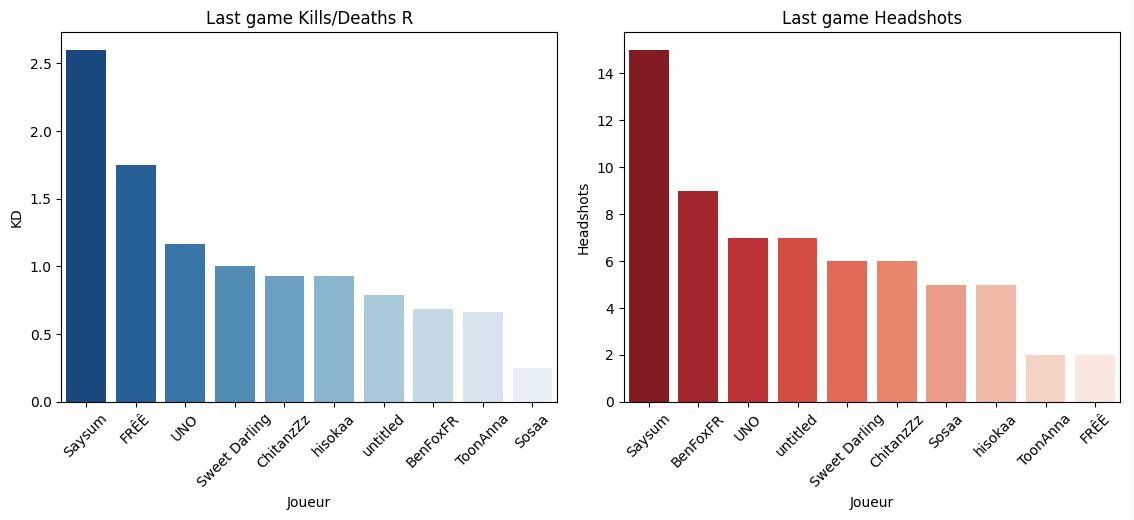 Last game Kills/Deaths R
KD
2.5
2.0
1.5
1.0
0.5
0.0
Saysum
FRÊÊ
UNO
Sweet Darling
ChitanzZz
hisokaa
untitled
BenFoxFR
ToonAnna
Sosaa
Joueur
Last game Headshots
Headshots
14
12
10
8
6
4
2
0
Saysum
BenFoxFR
UNO
untitled
Sweet Darling
ChitanzZz
Sosaa
hisokaa
ToonAnna
FRÊÊ
Joueur